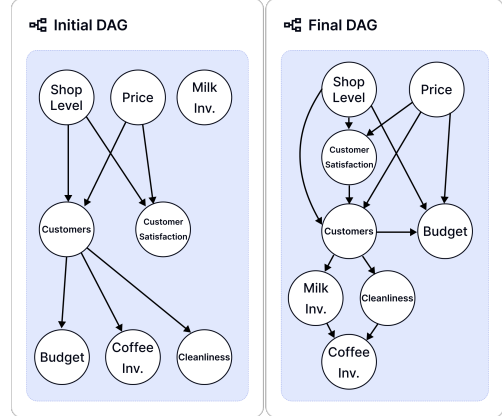 Initial DAG
Shop
Level
Price
Milk
Inv.
Customers
Customer
Satisfaction
Budget
Coffee
Inv.
Cleanliness
Final DAG
Shop
Level
Price
Customer
Satisfaction
Customers
Budget
Milk
Inv.
Cleanliness
Coffee
Inv.